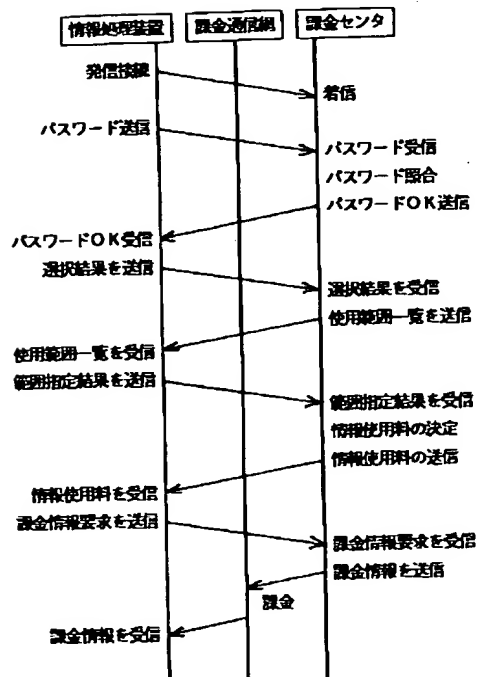 情報処理装置
課金通信網
課金センタ
発信接続
着信
パスワード送信
パスワード受信
パスワード照合
パスワードOK送信
パスワードOK受信
選択結果を送信
選択結果を受信
使用範囲一覧を送信
使用範囲一覧を受信
範囲指定結果を送信
範囲指定結果を受信
情報使用料の決定
情報使用料の送信
情報使用料を受信
課金情報要求を送信
課金情報要求を受信
課金情報を送信
課金
課金情報を受信